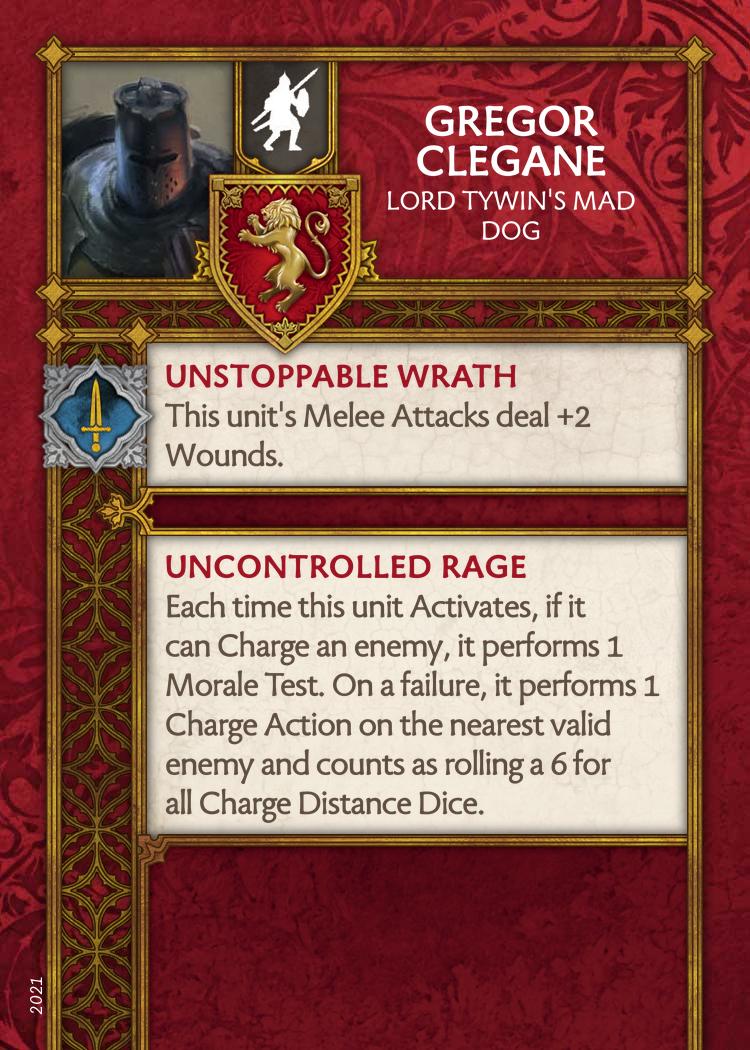 GREGOR
CLEGANE
LORD TYWIN'S MAD
DOG
UNSTOPPABLE WRATH
This unit's Melee Attacks deal +2
Wounds.
UNCONTROLLED RAGE
Each time this unit Activates, if it
can Charge an enemy, it performs 1
Morale Test. On a failure, it performs 1
Charge Action on the nearest valid
enemy and counts as rolling a 6 for
all Charge Distance Dice.
2021